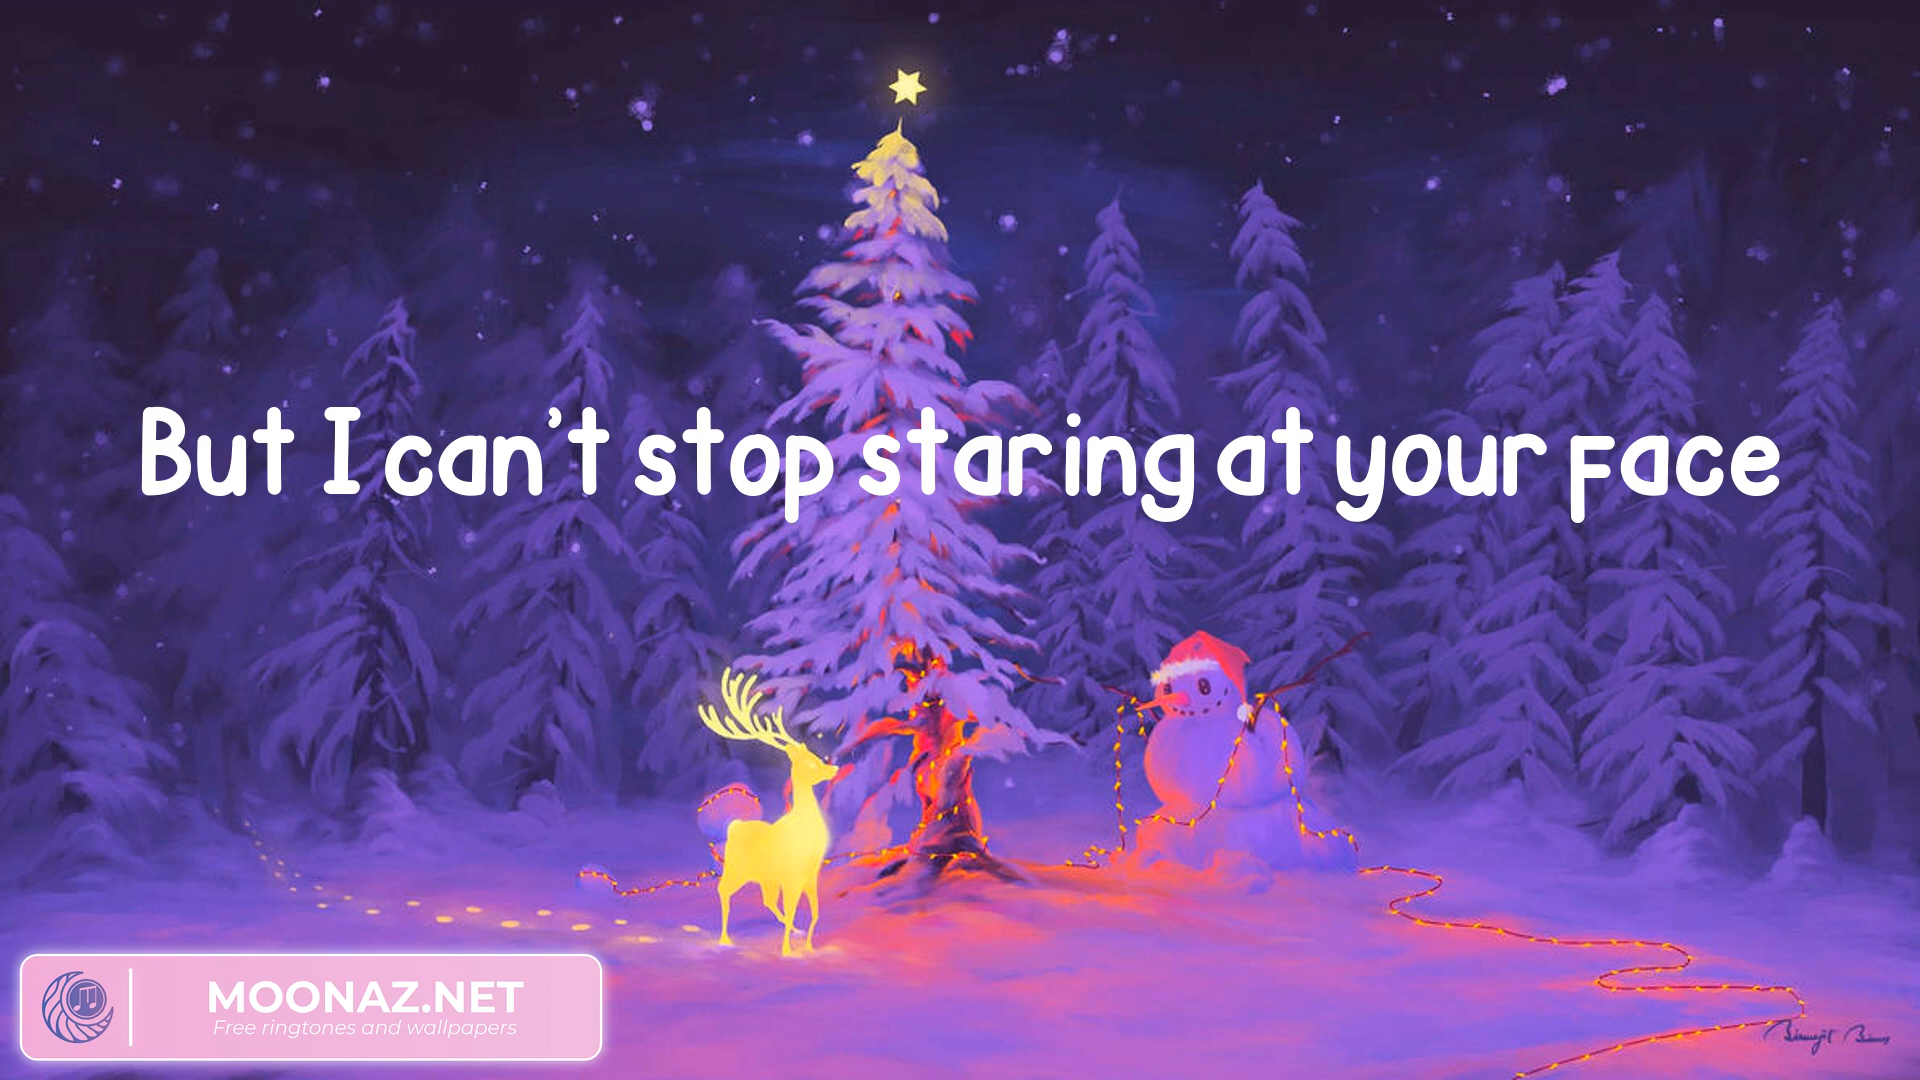 But I can't stop staring at your face
MOONAZ.NET
Free ringtones and wallpapers